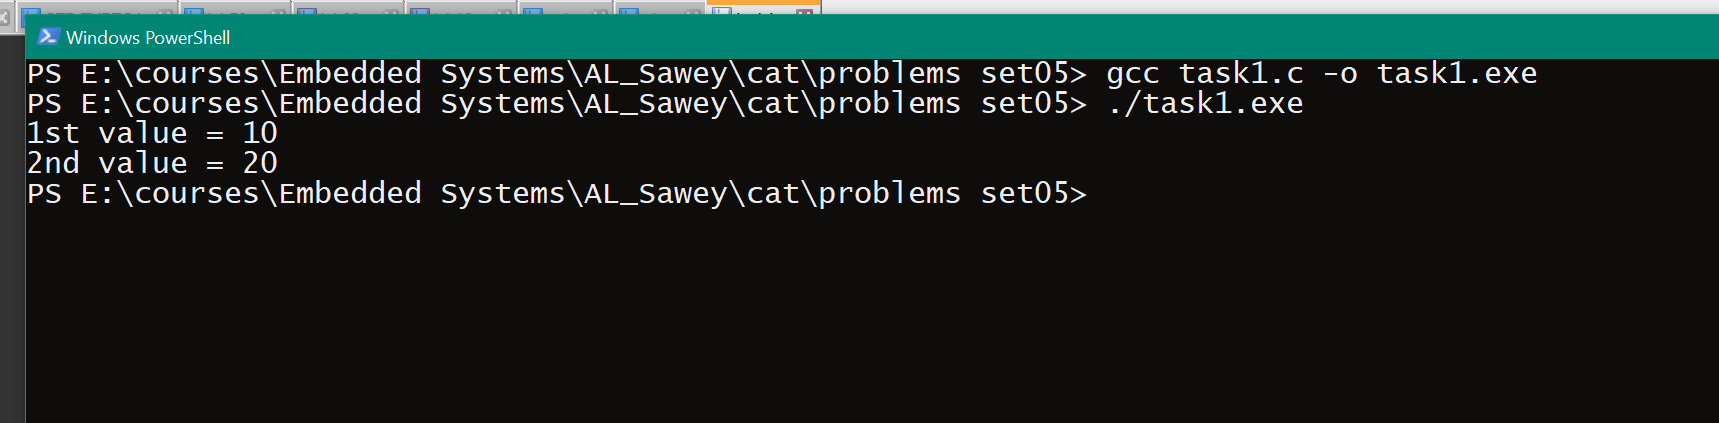 Windows PowerShell
PS E:\courses\Embedded Systems\AL_Sawey\cat\problems set05> gcc task1.c -o task1.exe
PS E:\courses\Embedded Systems\AL_Sawey\cat\problems set05> ./task1.exe
1st value = 10
2nd value = 20
PS E:\courses\Embedded Systems\AL_Sawey\cat\problems set05>